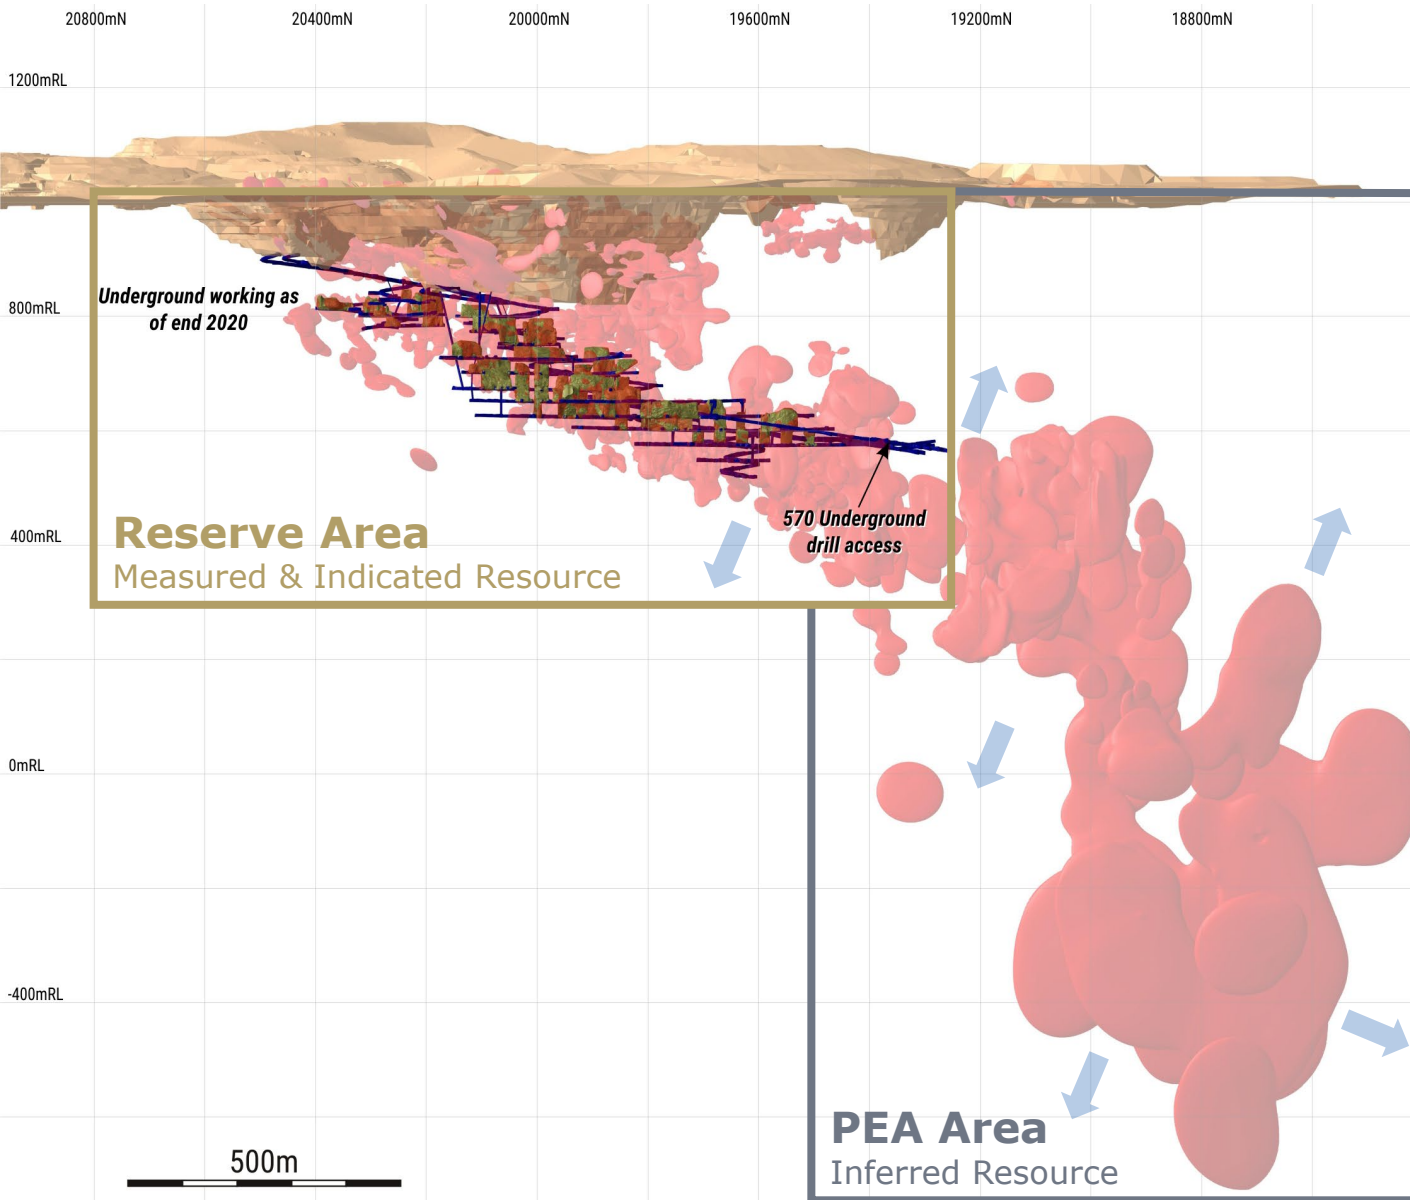 20800mN 20400mN 20000mN 19600mN 19200mN 18800mN
1200mRL
Underground working as
of end 2020
800mRL
570 Underground
drill access
Reserve Area
400mRL
Measured & Indicated Resource
0mRL
-400mRL
PEA Area
Inferred Resource
500m